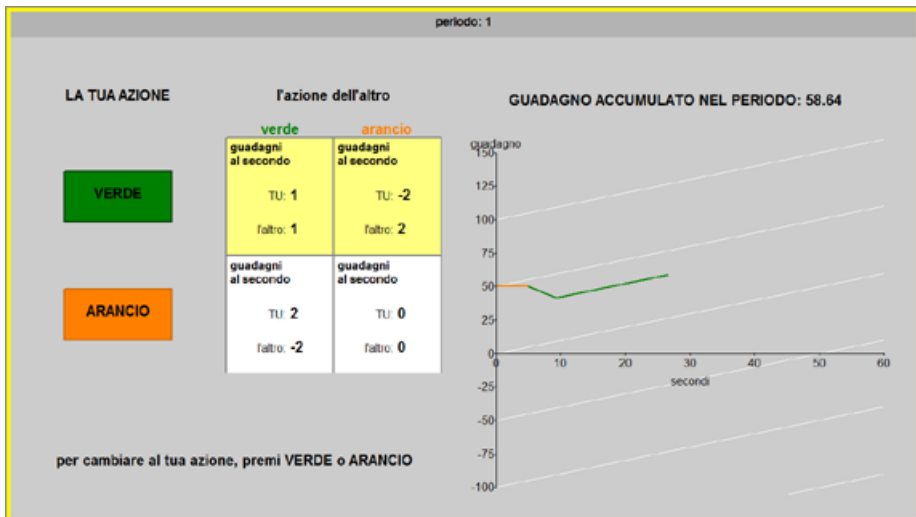 periodo: 1
LA TUA AZIONE
l'azione dell'altro
GUADAGNO ACCUMULATO NEL PERIODO: 58.64
verde arancio
guadagni al secondo
TU: 1
l'altro: 1
guadagni al secondo
TU: -2
l'altro: 2
VERDE
guadagni al secondo
TU: 2
l'altro: -2
guadagni al secondo
TU: 0
l'altro: 0
ARANCIO
guadagno
150
125
100
75
50
25
0
-25
-50
-75
-100
0 10 20 30 40 50 60
secondi
per cambiare al tua azione, premi VERDE o ARANCIO